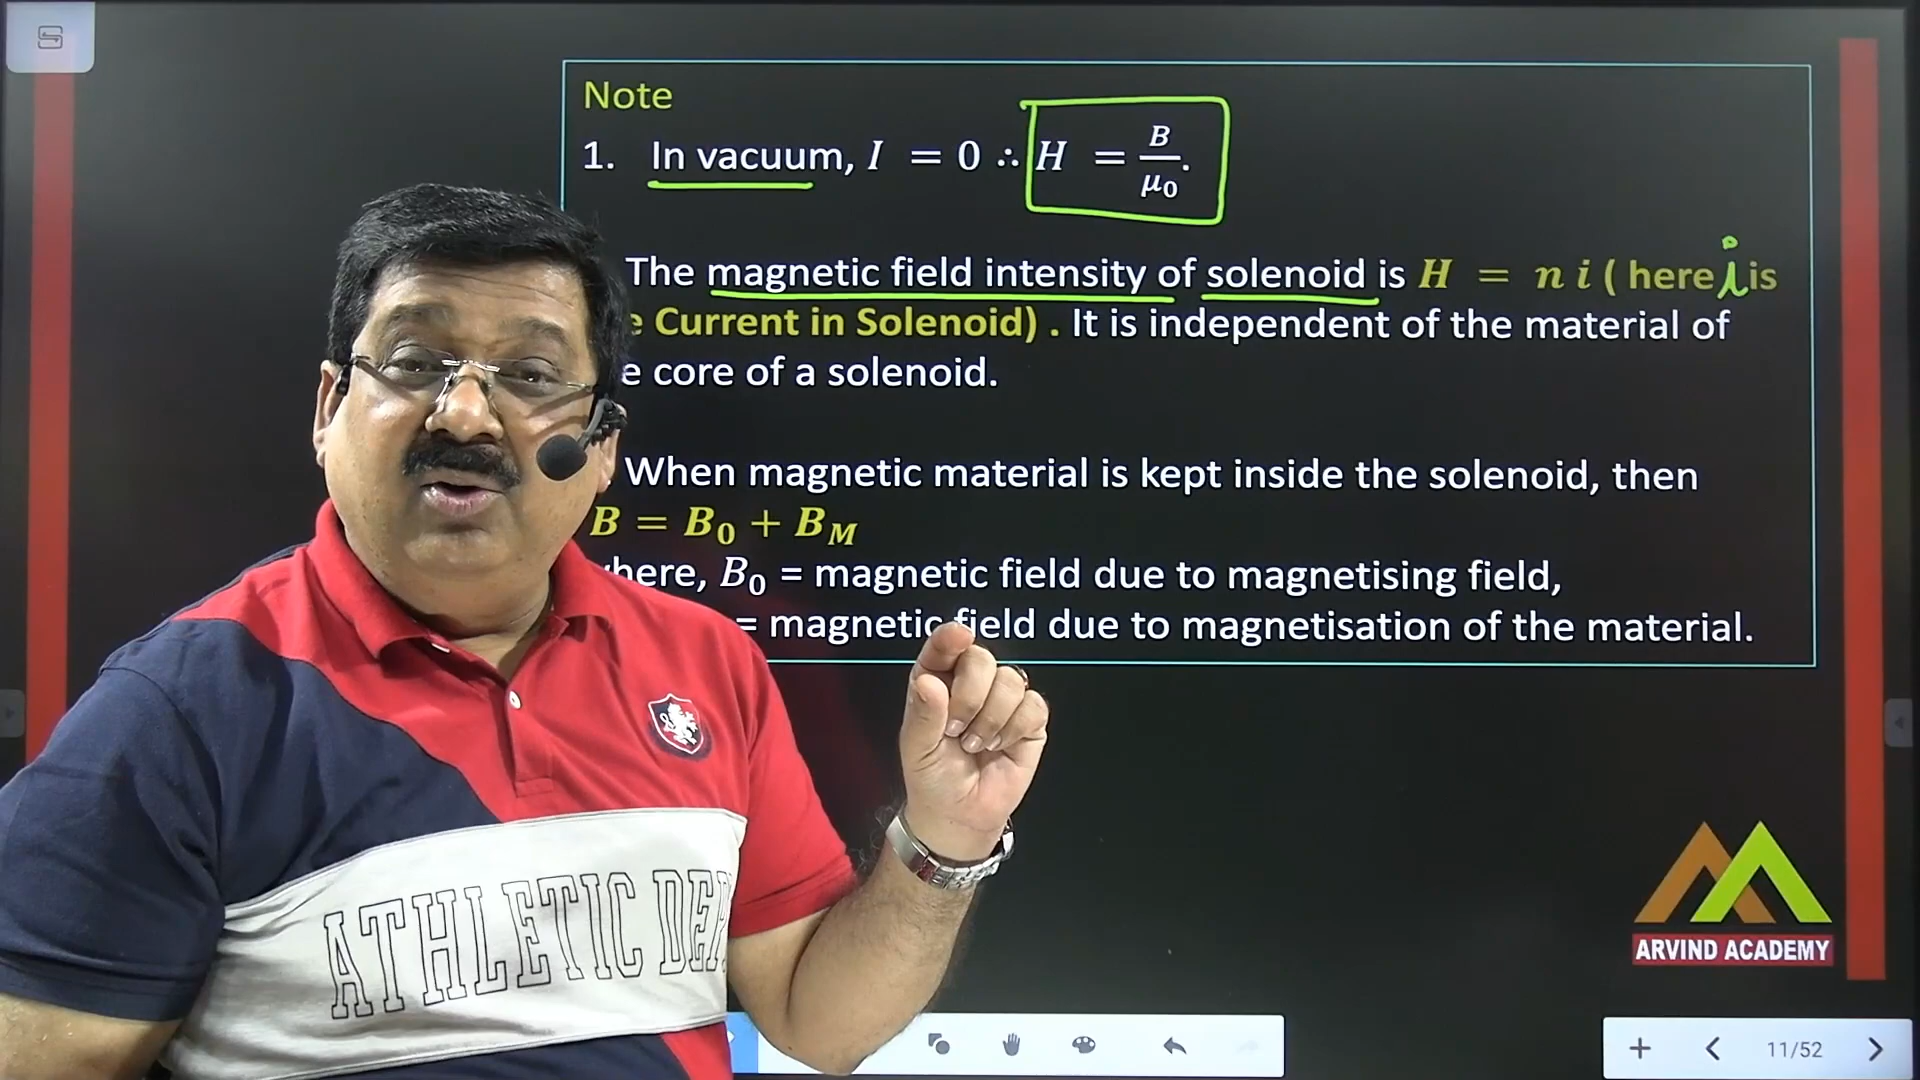 Note
1. In vacuum, I = 0 ∴ H = B/μ₀.
The magnetic field intensity of solenoid is H = n i ( here i is
Current in Solenoid) . It is independent of the material of
core of a solenoid.
When magnetic material is kept inside the solenoid, then
B = B₀ + B_M
where, B₀ = magnetic field due to magnetising field,
= magnetic field due to magnetisation of the material.
ATHLETIC
ARVIND ACADEMY
11/52